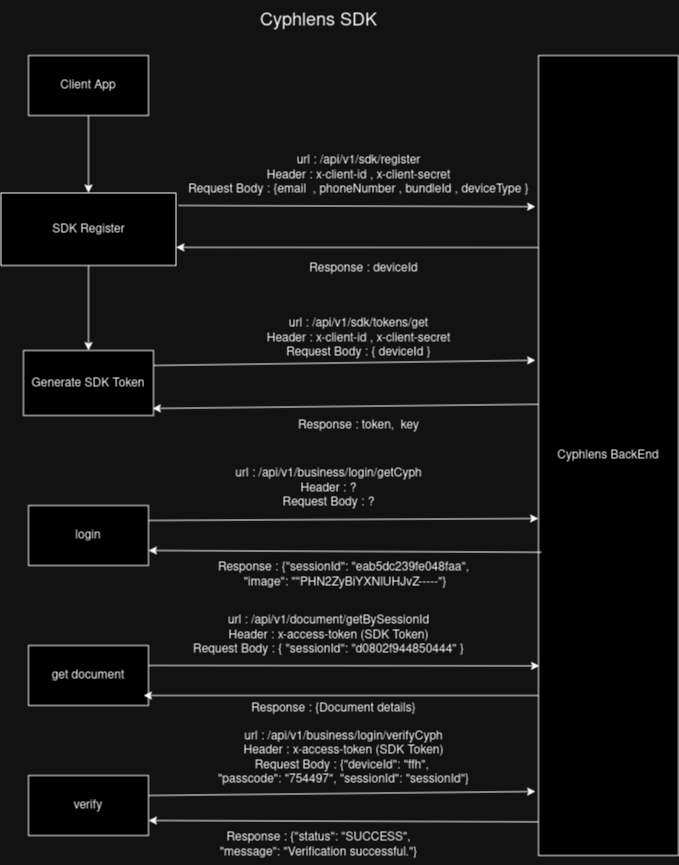 Cyphlens SDK
Client App
url : /api/v1/sdk/register
Header : x-client-id , x-client-secret
Request Body : {email , phoneNumber , bundleId , deviceType }
SDK Register
Response : deviceId
url : /api/v1/sdk/tokens/get
Header : x-client-id , x-client-secret
Request Body : { deviceId }
Generate SDK Token
Response : token, key
Cyphlens BackEnd
url : /api/v1/business/login/getCyph
Header : ?
Request Body : ?
login
Response : {"sessionId": "eab5dc239fe048faa",
"image": ""PHN2ZyBiYXNlUHJvZ-----"}
url : /api/v1/document/getBySessionId
Header : x-access-token (SDK Token)
Request Body : { "sessionId": "d0802f944850444" }
get document
Response : {Document details}
url : /api/v1/business/login/verifyCyph
Header : x-access-token (SDK Token)
Request Body : {"deviceId": "ffh",
"passcode": "754497", "sessionId": "sessionId"}
verify
Response : {"status": "SUCCESS",
"message": "Verification successful."}